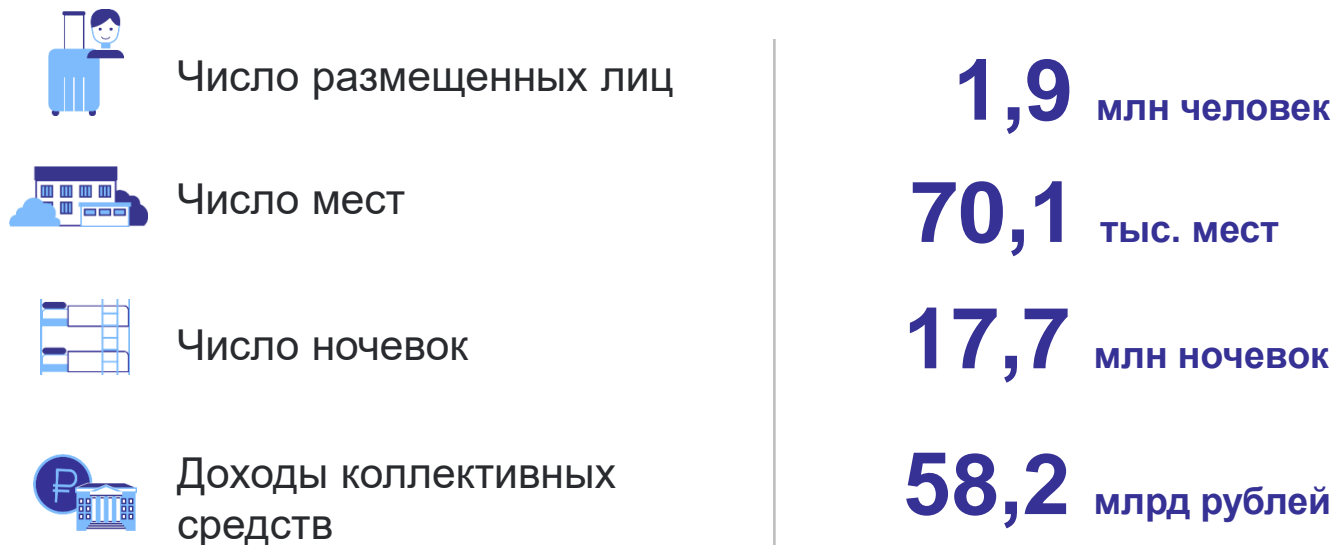 Число размещенных лиц
1,9 млн человек
Число мест
70,1 тыс. мест
Число ночевок
17,7 млн ночевок
Доходы коллективных
средств
58,2 млрд рублей